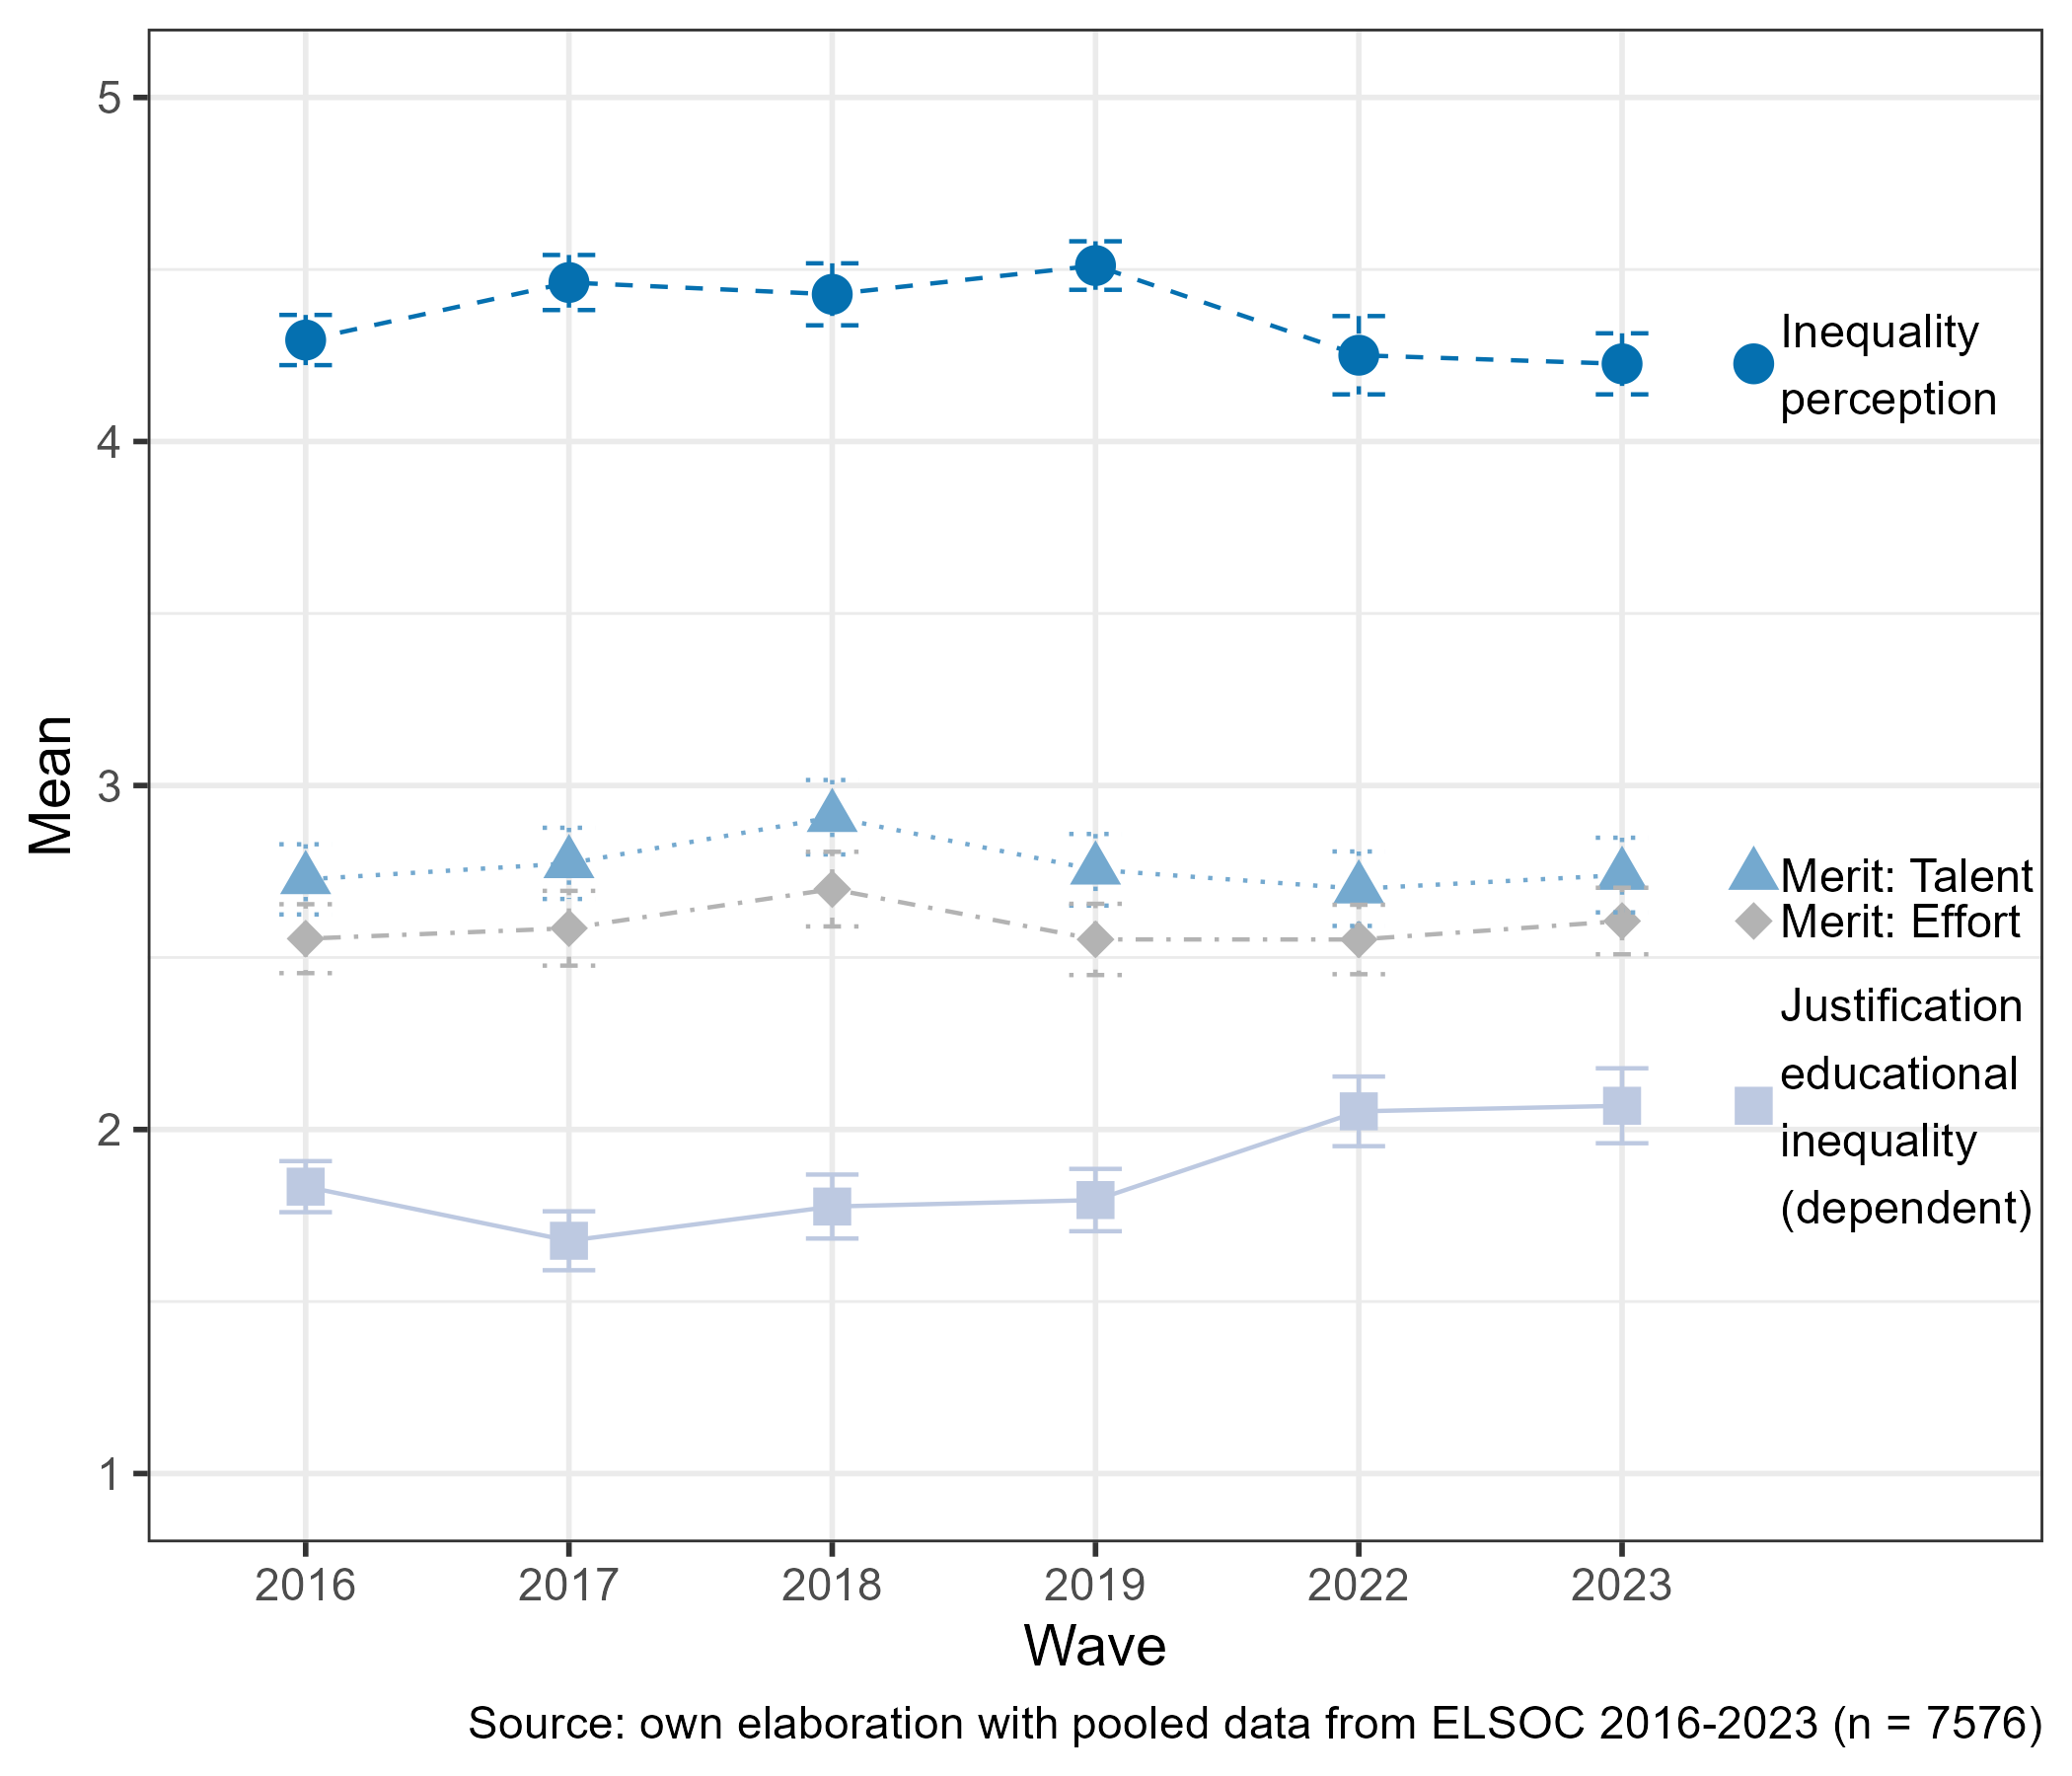 5
4
3
2
1
Mean
Inequality
perception
Merit: Talent
Merit: Effort
Justification
educational
inequality
(dependent)
2016 2017 2018 2019 2022 2023
Wave
Source: own elaboration with pooled data from ELSOC 2016-2023 (n = 7576)